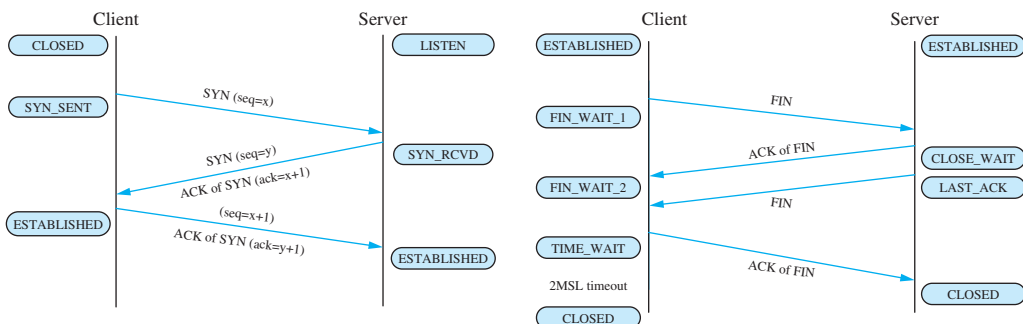 Client
Server
CLOSED
LISTEN
SYN (seq=x)
SYN_SENT
SYN (seq=y)
SYN_RCVD
ACK of SYN (ack=x+1)
(seq=x+1)
ESTABLISHED
ACK of SYN (ack=y+1)
ESTABLISHED
Client
Server
ESTABLISHED
ESTABLISHED
FIN
FIN_WAIT_1
ACK of FIN
CLOSE_WAIT
FIN_WAIT_2
LAST_ACK
FIN
TIME_WAIT
ACK of FIN
2MSL timeout
CLOSED
CLOSED